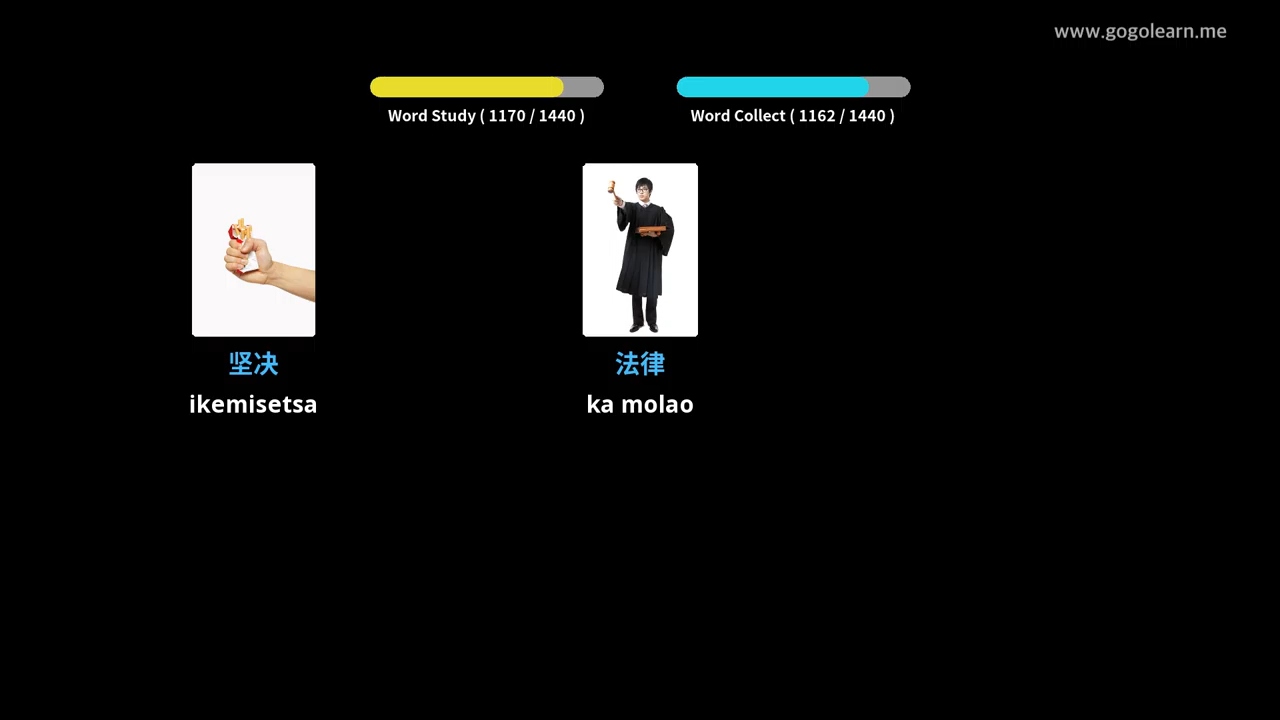 www.gogolearn.me
Word Study ( 1170 / 1440 )
Word Collect ( 1162 / 1440 )
坚决
ikemisetsa
法律
ka molao